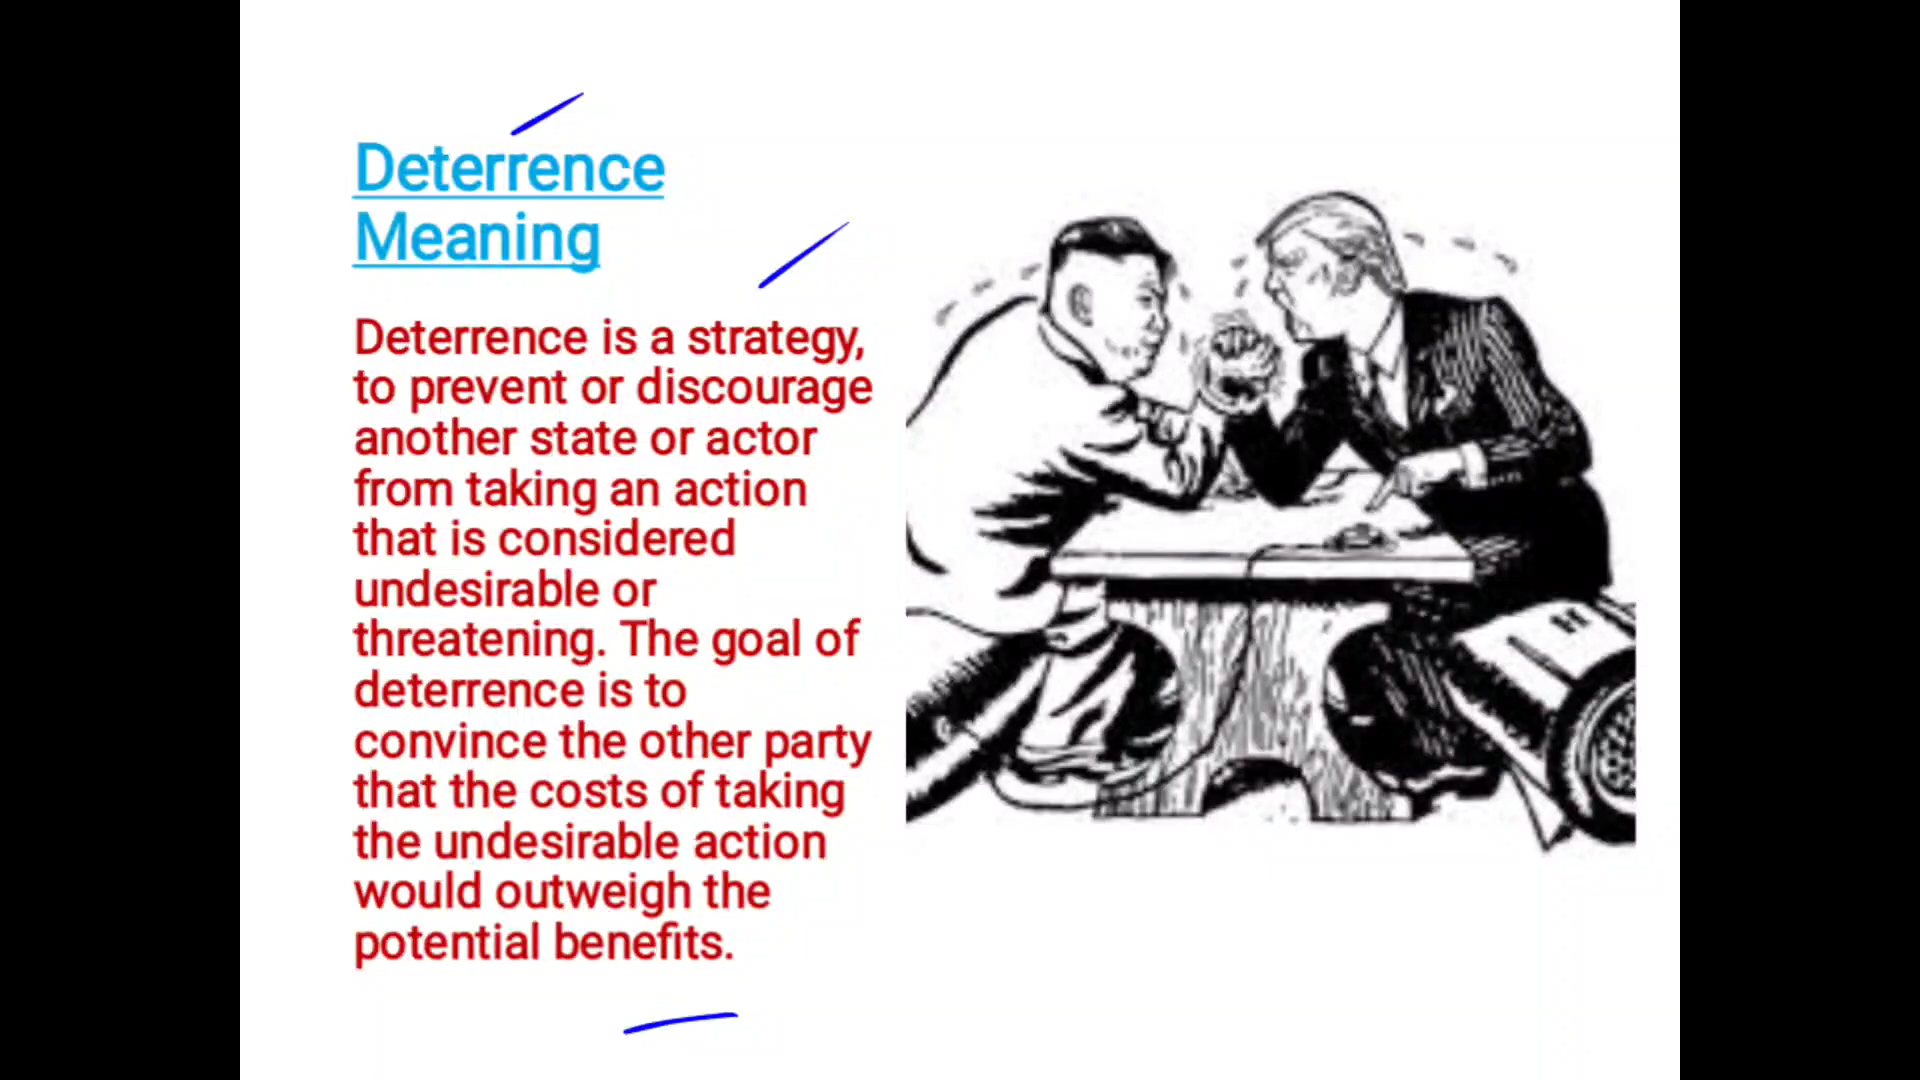 Deterrence
Meaning
Deterrence is a strategy,
to prevent or discourage
another state or actor
from taking an action
that is considered
undesirable or
threatening. The goal of
deterrence is to
convince the other party
that the costs of taking
the undesirable action
would outweigh the
potential benefits.